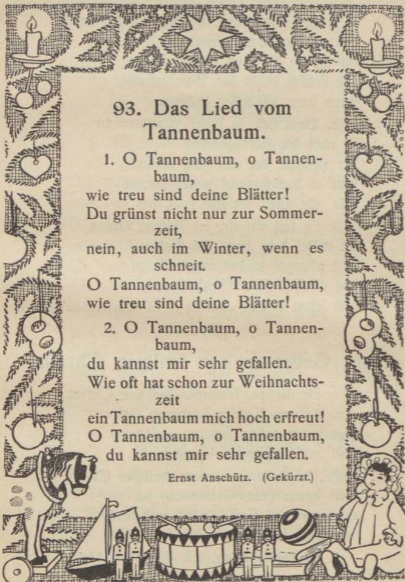 93. Das Lied vom
Tannenbaum.
1. O Tannenbaum, o Tannen-
baum,
wie treu sind deine Blätter!
Du grünst nicht nur zur Sommer-
zeit,
nein, auch im Winter, wenn es
schneit.
O Tannenbaum, o Tannenbaum,
wie treu sind deine Blätter!
2. O Tannenbaum, o Tannen-
baum,
du kannst mir sehr gefallen.
Wie oft hat schon zur Weihnachts-
zeit
ein Tannenbaum mich hoch erfreut!
O Tannenbaum, o Tannenbaum,
du kannst mir sehr gefallen.
Ernst Anschütz. (Gekürzt.)